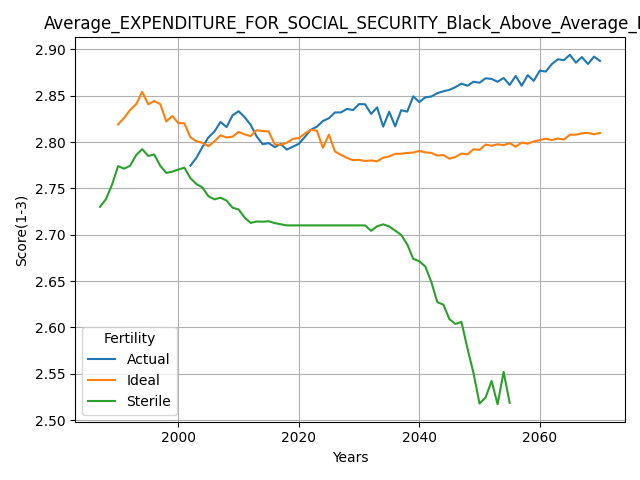 Average_EXPENDITURE_FOR_SOCIAL_SECURITY_Black_Above_Average_
2.90
2.85
2.80
2.75
2.70
2.65
2.60
2.55
2.50
Score(1-3)
Fertility
Actual
Ideal
Sterile
2000 2020 2040 2060
Years